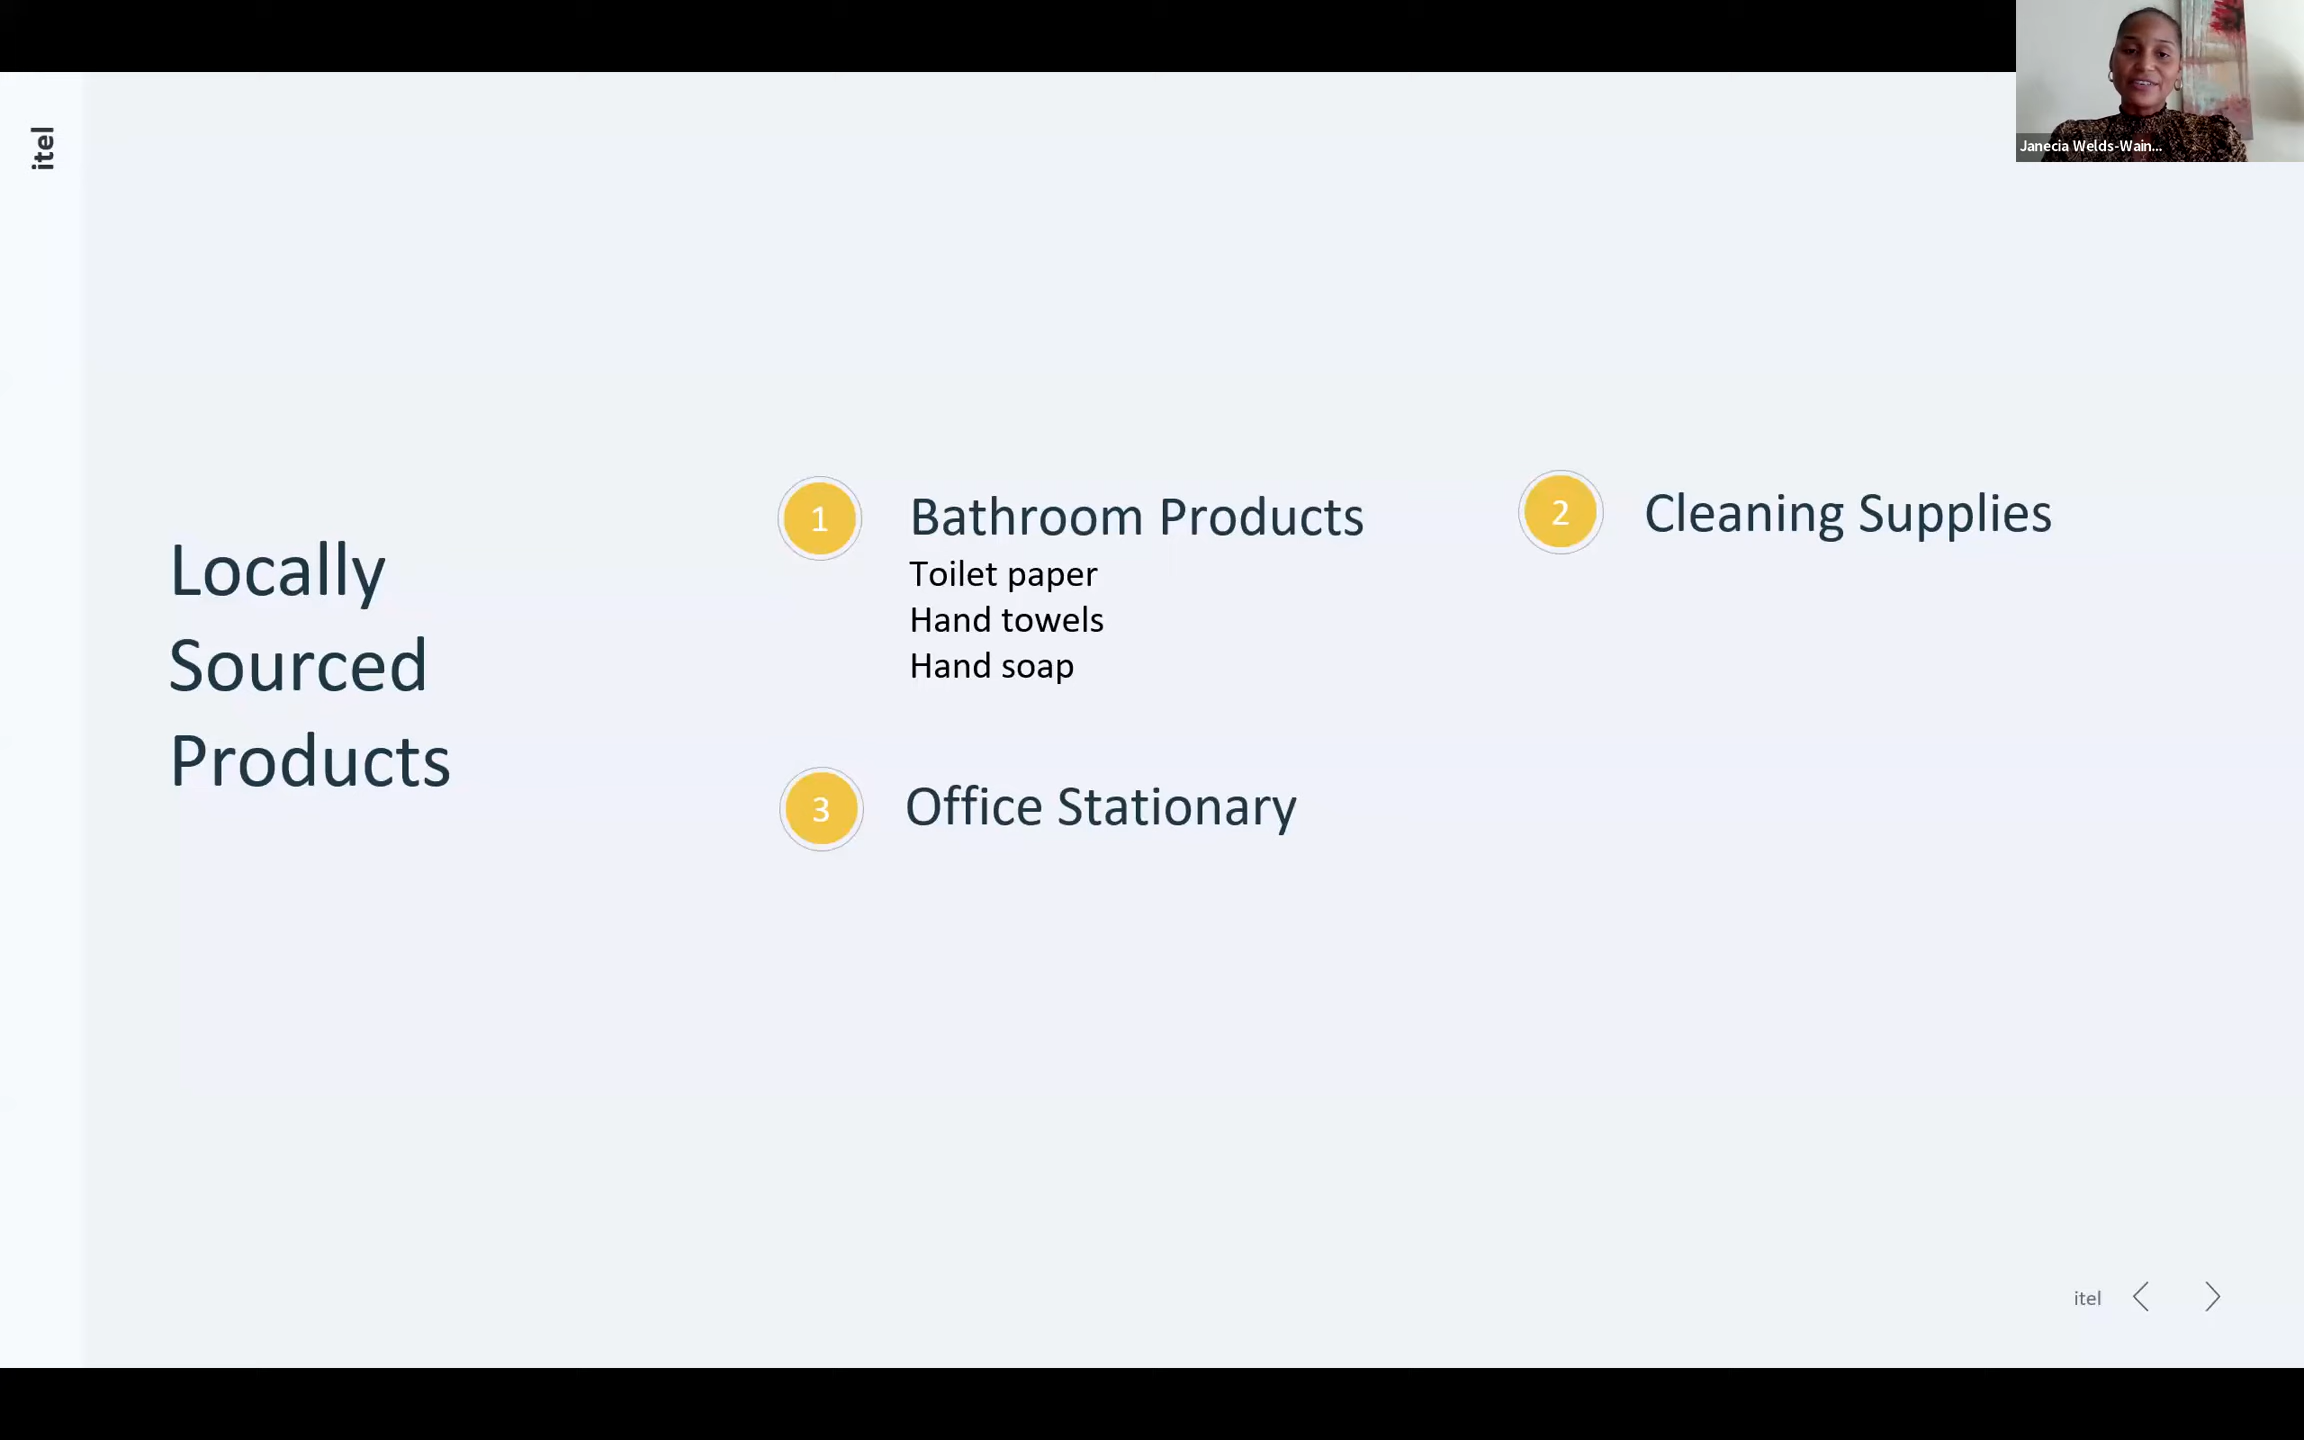 itel
Janecia Welds-Wain...
Locally
Sourced
Products
1
Bathroom Products
Toilet paper
Hand towels
Hand soap
2
Cleaning Supplies
3
Office Stationary
itel